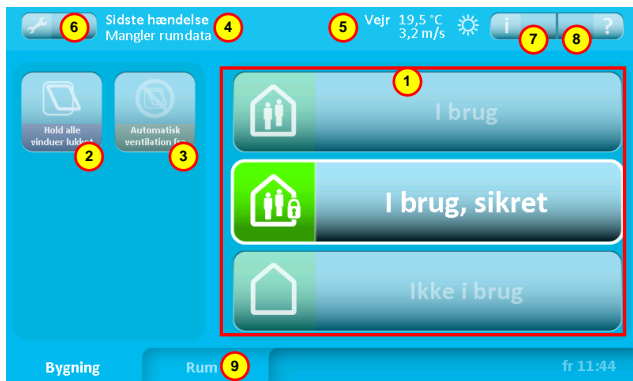 6
Sidste hændelse
Mangler rumdata
4
5
Vejr 19,5 °C
3,2 m/s
i
7
8
?
1
Hold alle
vinduer lukket
2
Automatisk
ventilation fra
3
I brug
I brug, sikret
Ikke i brug
Bygning
Rum
9
fr 11:44